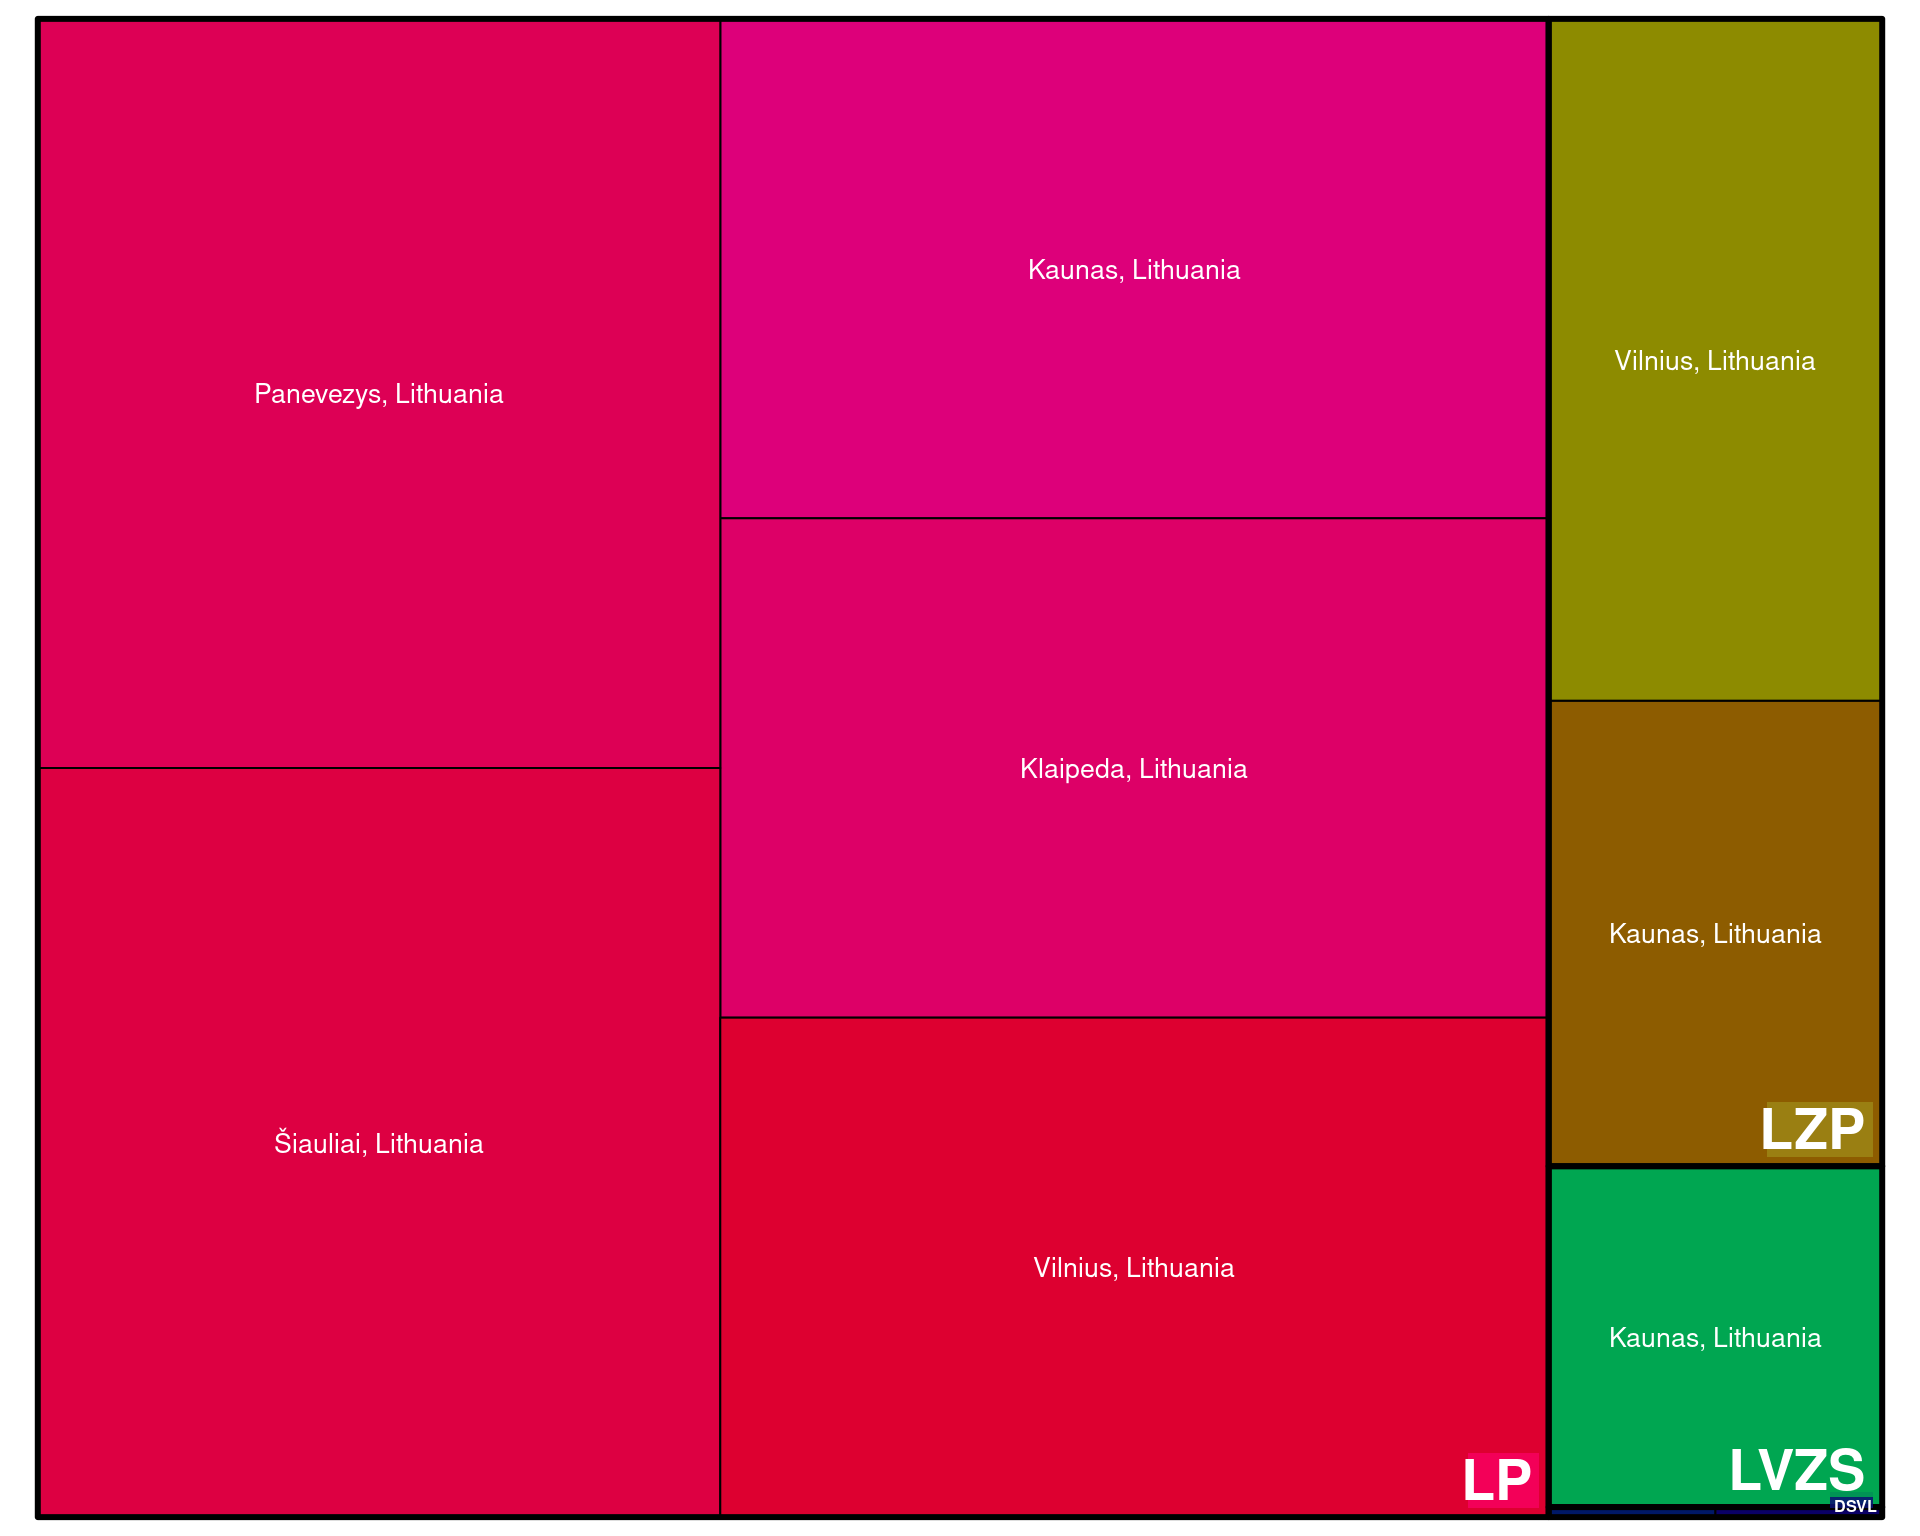 Panevezys, Lithuania
Šiauliai, Lithuania
Kaunas, Lithuania
Klaipeda, Lithuania
Vilnius, Lithuania
LP
Vilnius, Lithuania
Kaunas, Lithuania
LZP
Kaunas, Lithuania
LVZS
DSVL